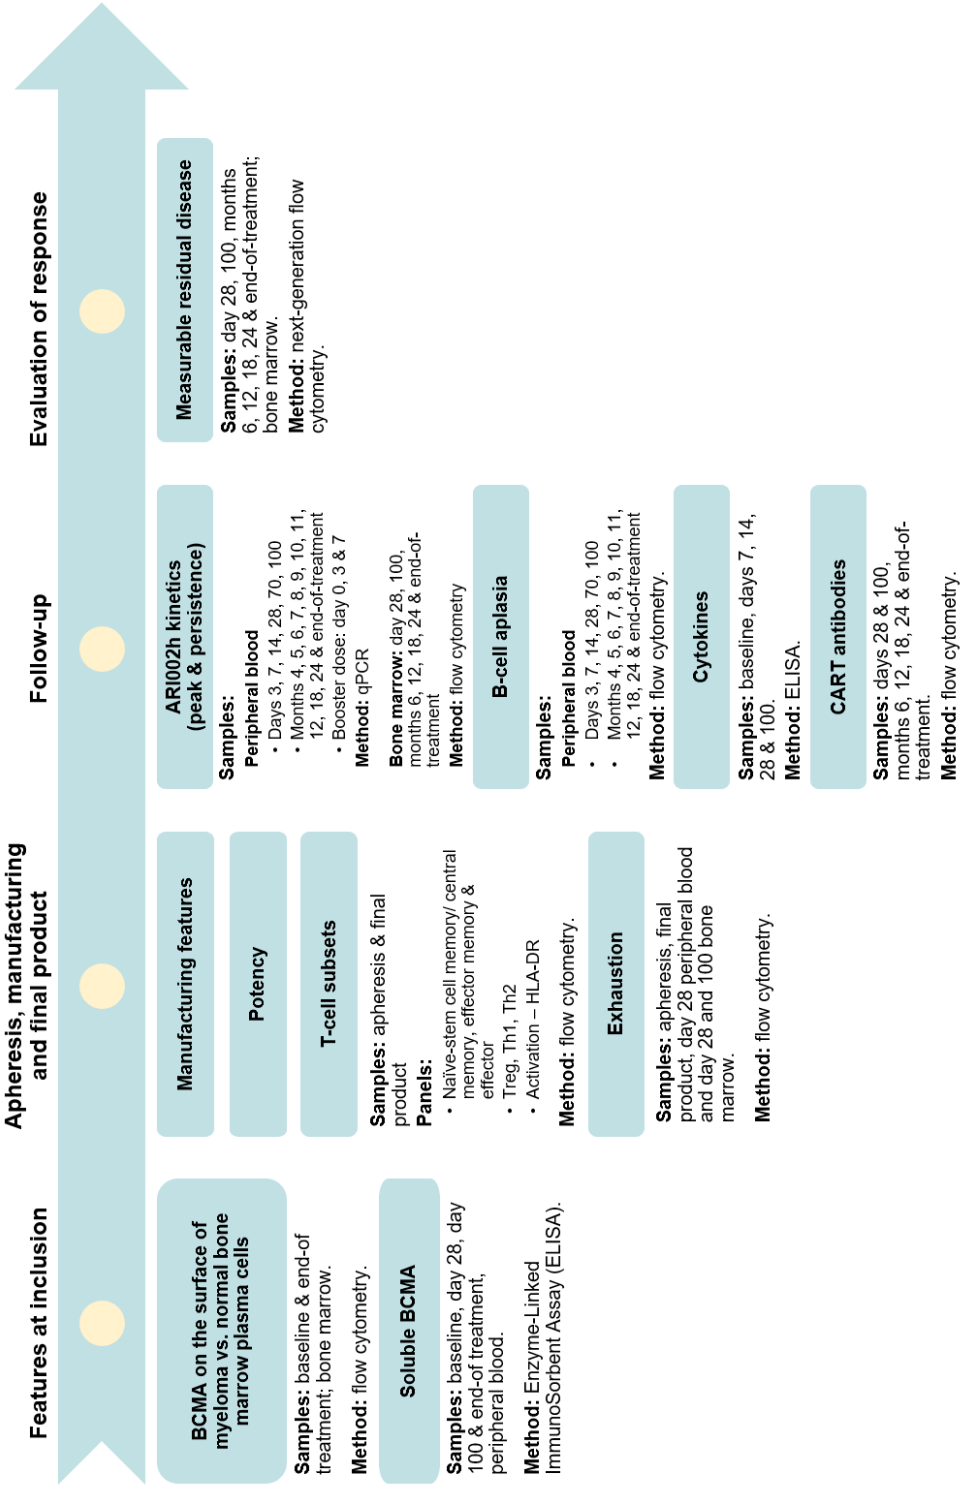 Features at inclusion
BCMA on the surface of
myeloma vs. normal bone
marrow plasma cells
Samples: baseline & end-of
treatment; bone marrow.
Method: flow cytometry.
Soluble BCMA
Samples: baseline, day 28, day
100 & end-of treatment,
peripheral blood.
Method: Enzyme-Linked
ImmunoSorbent Assay (ELISA).
Apheresis, manufacturing
and final product
Manufacturing features
Potency
T-cell subsets
Samples: apheresis & final
product
Panels:
• Naïve-stem cell memory/ central
memory, effector memory &
effector
• Treg, Th1, Th2
• Activation – HLA-DR
Method: flow cytometry.
Exhaustion
Samples: apheresis, final
product, day 28 peripheral blood
and day 28 and 100 bone
marrow.
Method: flow cytometry.
Follow-up
ARI002h kinetics
(peak & persistence)
Samples:
Peripheral blood
• Days 3, 7, 14, 28, 70, 100
• Months 4, 5, 6, 7, 8, 9, 10, 11,
12, 18, 24 & end-of-treatment
• Booster dose: day 0, 3 & 7
Method: qPCR
Bone marrow: day 28, 100,
months 6, 12, 18, 24 & end-of-
treatment
Method: flow cytometry
B-cell aplasia
Samples:
Peripheral blood
• Days 3, 7, 14, 28, 70, 100
• Months 4, 5, 6, 7, 8, 9, 10, 11,
12, 18, 24 & end-of-treatment
Method: flow cytometry.
Cytokines
Samples: baseline, days 7, 14,
28 & 100.
Method: ELISA.
CART antibodies
Samples: days 28 & 100,
months 6, 12, 18, 24 & end-of-
treatment.
Method: flow cytometry.
Evaluation of response
Measurable residual disease
Samples: day 28, 100, months
6, 12, 18, 24 & end-of-treatment;
bone marrow.
Method: next-generation flow
cytometry.